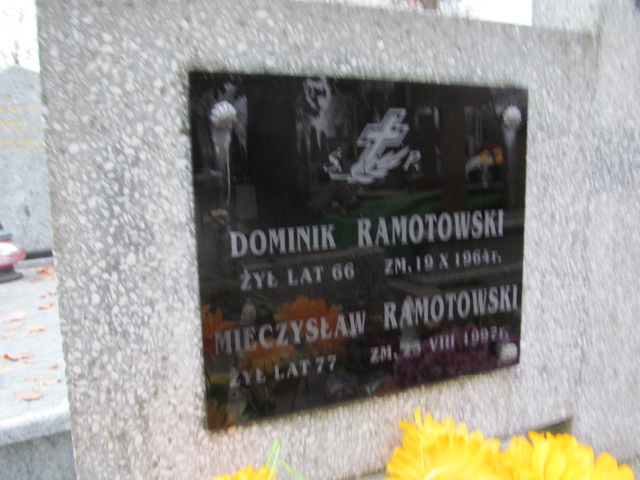 Ś. P.
DOMINIK RAMOTOWSKI
ŻYŁ LAT 66 ZM. 19 X 1964r.
MIECZYSŁAW RAMOTOWSKI
ŻYŁ LAT 77 ZM. VIII 1997r.